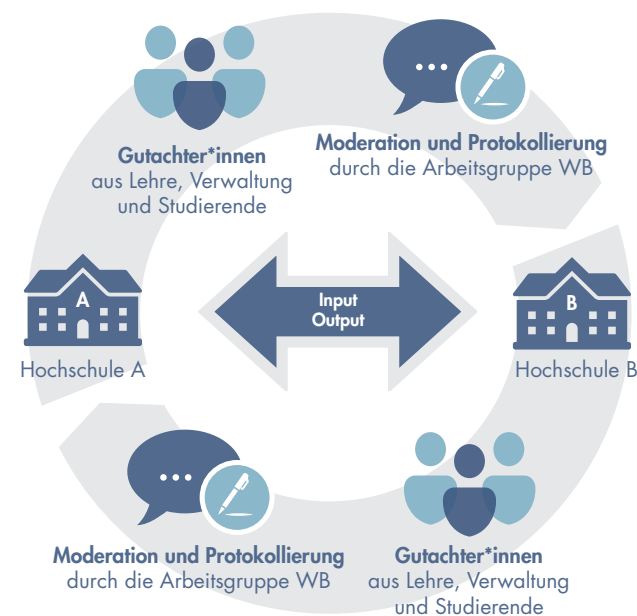 Gutachter*innen
aus Lehre, Verwaltung
und Studierende
Moderation und Protokollierung
durch die Arbeitsgruppe WB
A
Hochschule A
Input
Output
B
Hochschule B
Moderation und Protokollierung
durch die Arbeitsgruppe WB
Gutachter*innen
aus Lehre, Verwaltung
und Studierende